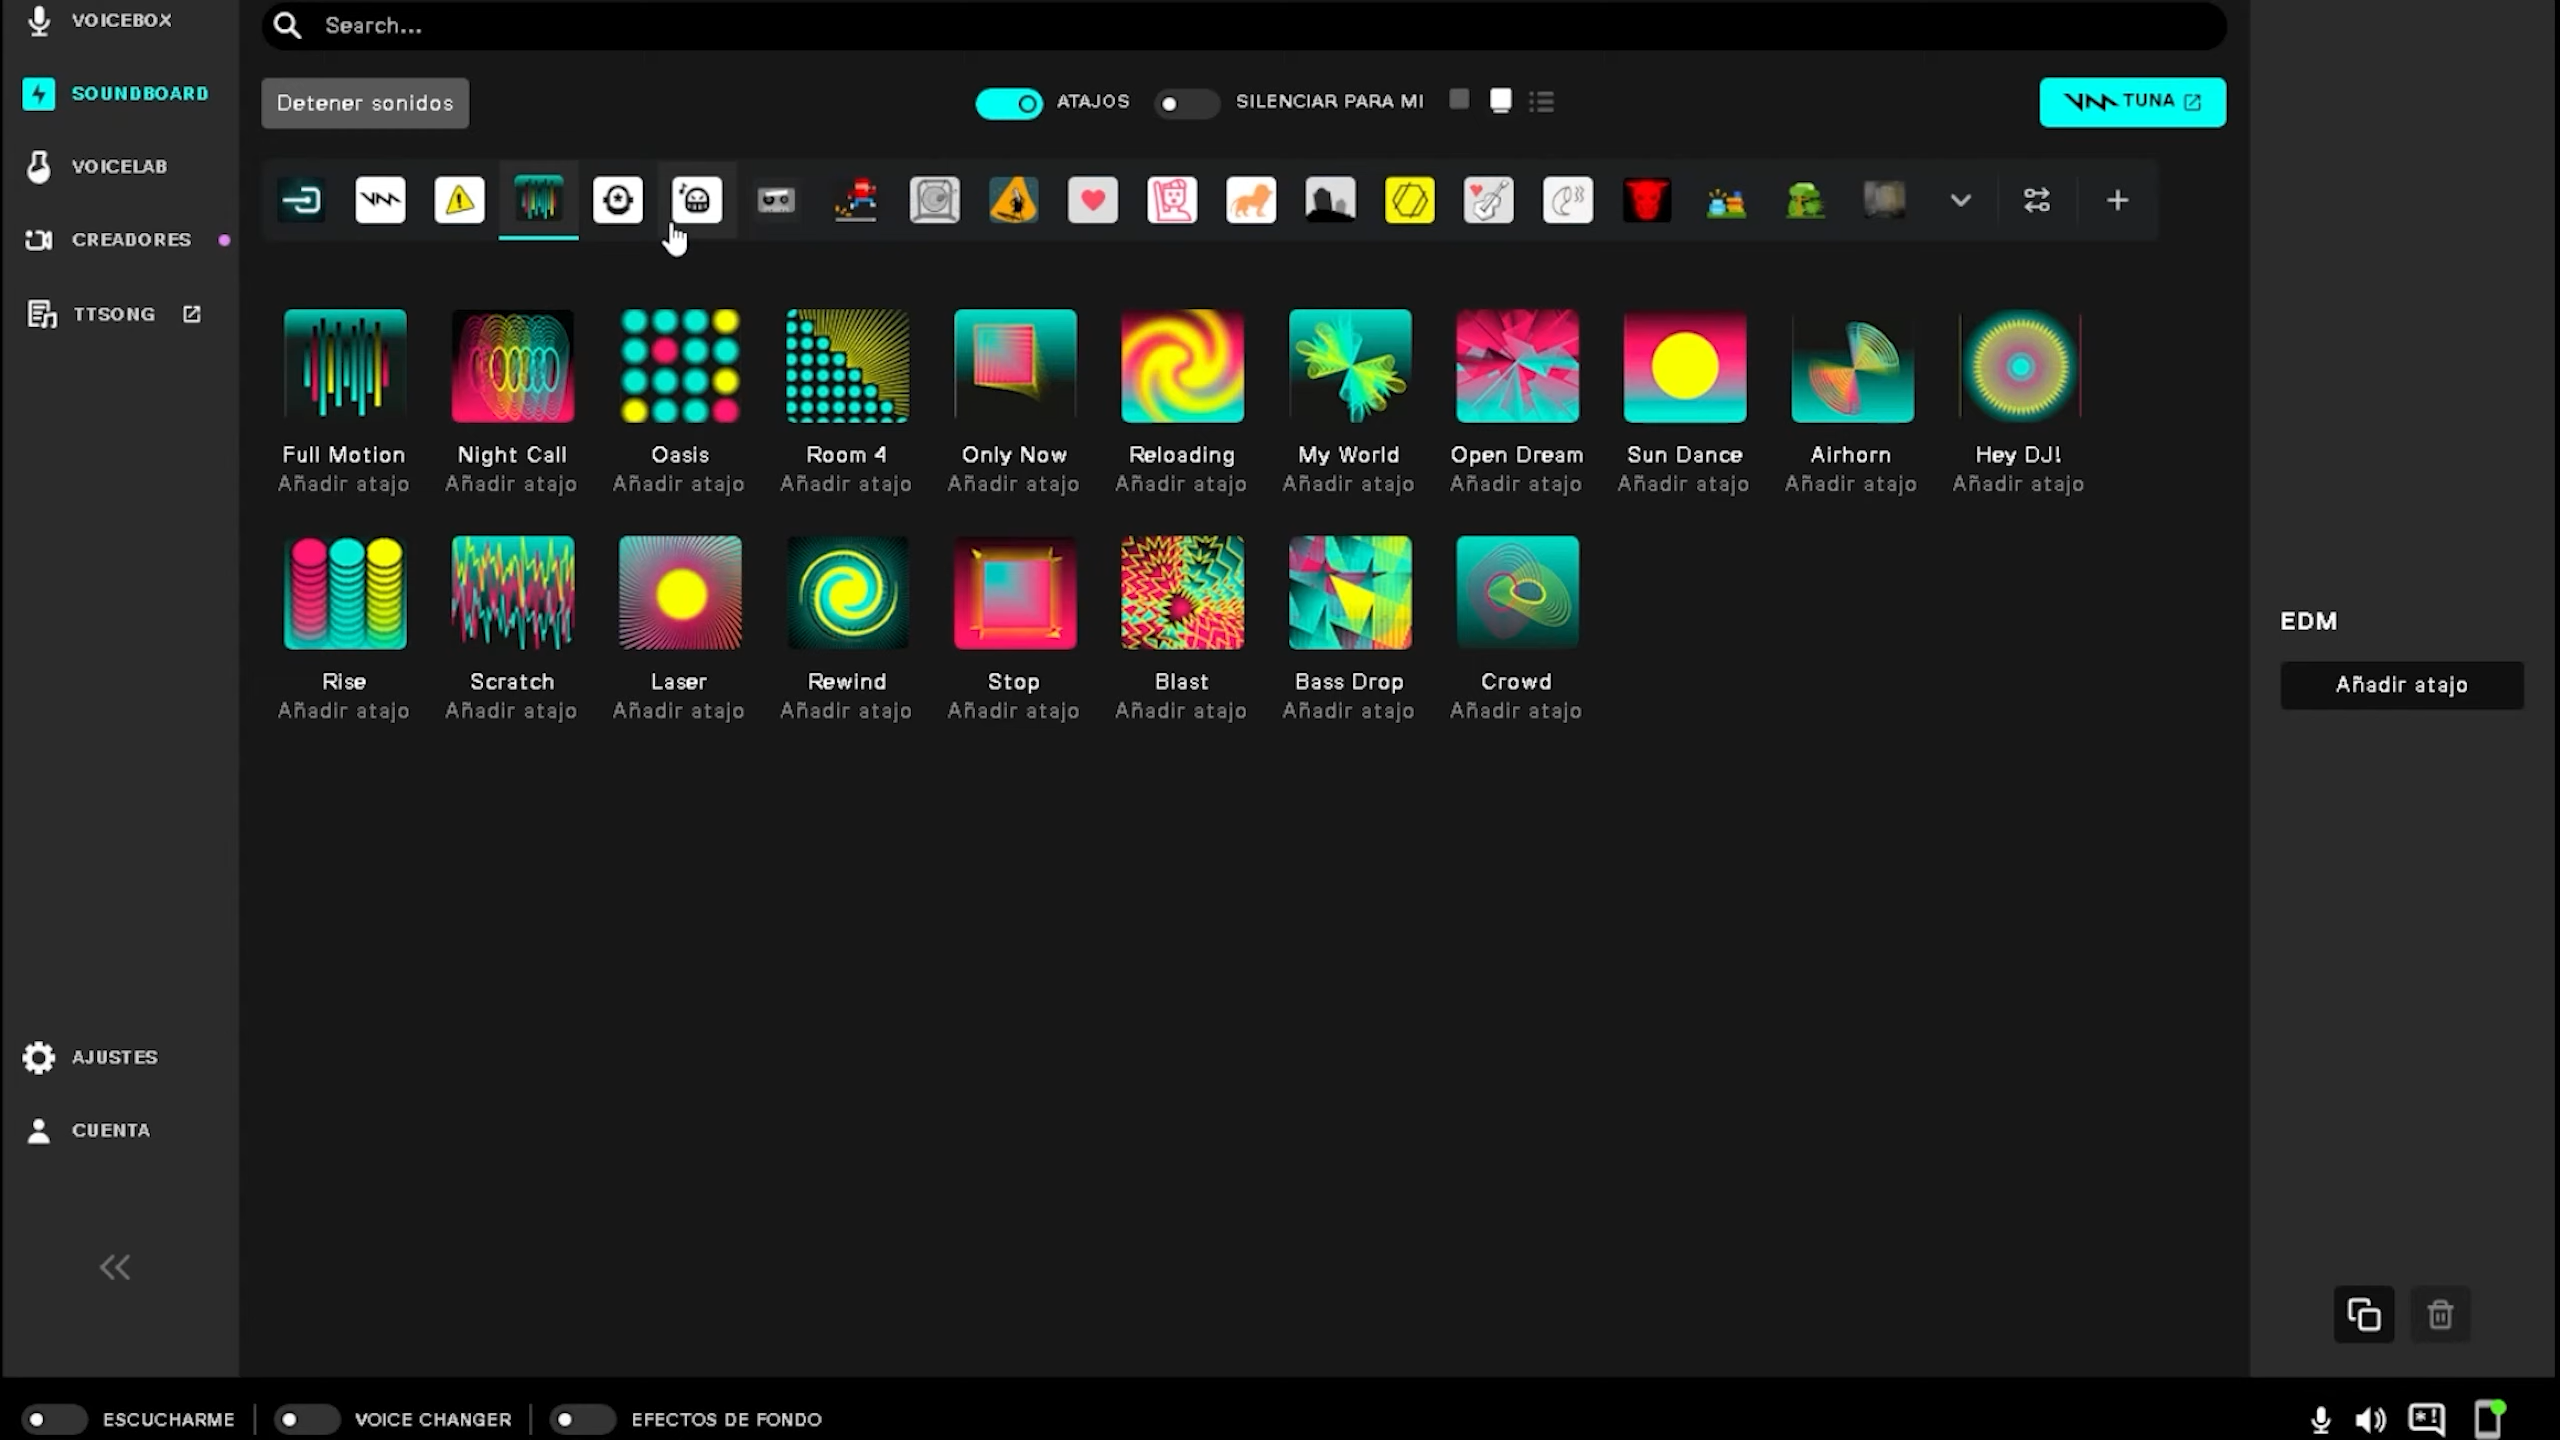 VOICEBOX
Search...
SOUNDBOARD
Detener sonidos
ATAJOS
SILENCIAR PARA MI
TUNA
VOICELAB
CREADORES
TTSONG
Full Motion
Añadir atajo
Night Call
Añadir atajo
Oasis
Añadir atajo
Room 4
Añadir atajo
Only Now
Añadir atajo
Reloading
Añadir atajo
My World
Añadir atajo
Open Dream
Añadir atajo
Sun Dance
Añadir atajo
Airhorn
Añadir atajo
Hey DJ!
Añadir atajo
Rise
Añadir atajo
Scratch
Añadir atajo
Laser
Añadir atajo
Rewind
Añadir atajo
Stop
Añadir atajo
Blast
Añadir atajo
Bass Drop
Añadir atajo
Crowd
Añadir atajo
EDM
Añadir atajo
AJUSTES
CUENTA
ESCUCHARME
VOICE CHANGER
EFECTOS DE FONDO